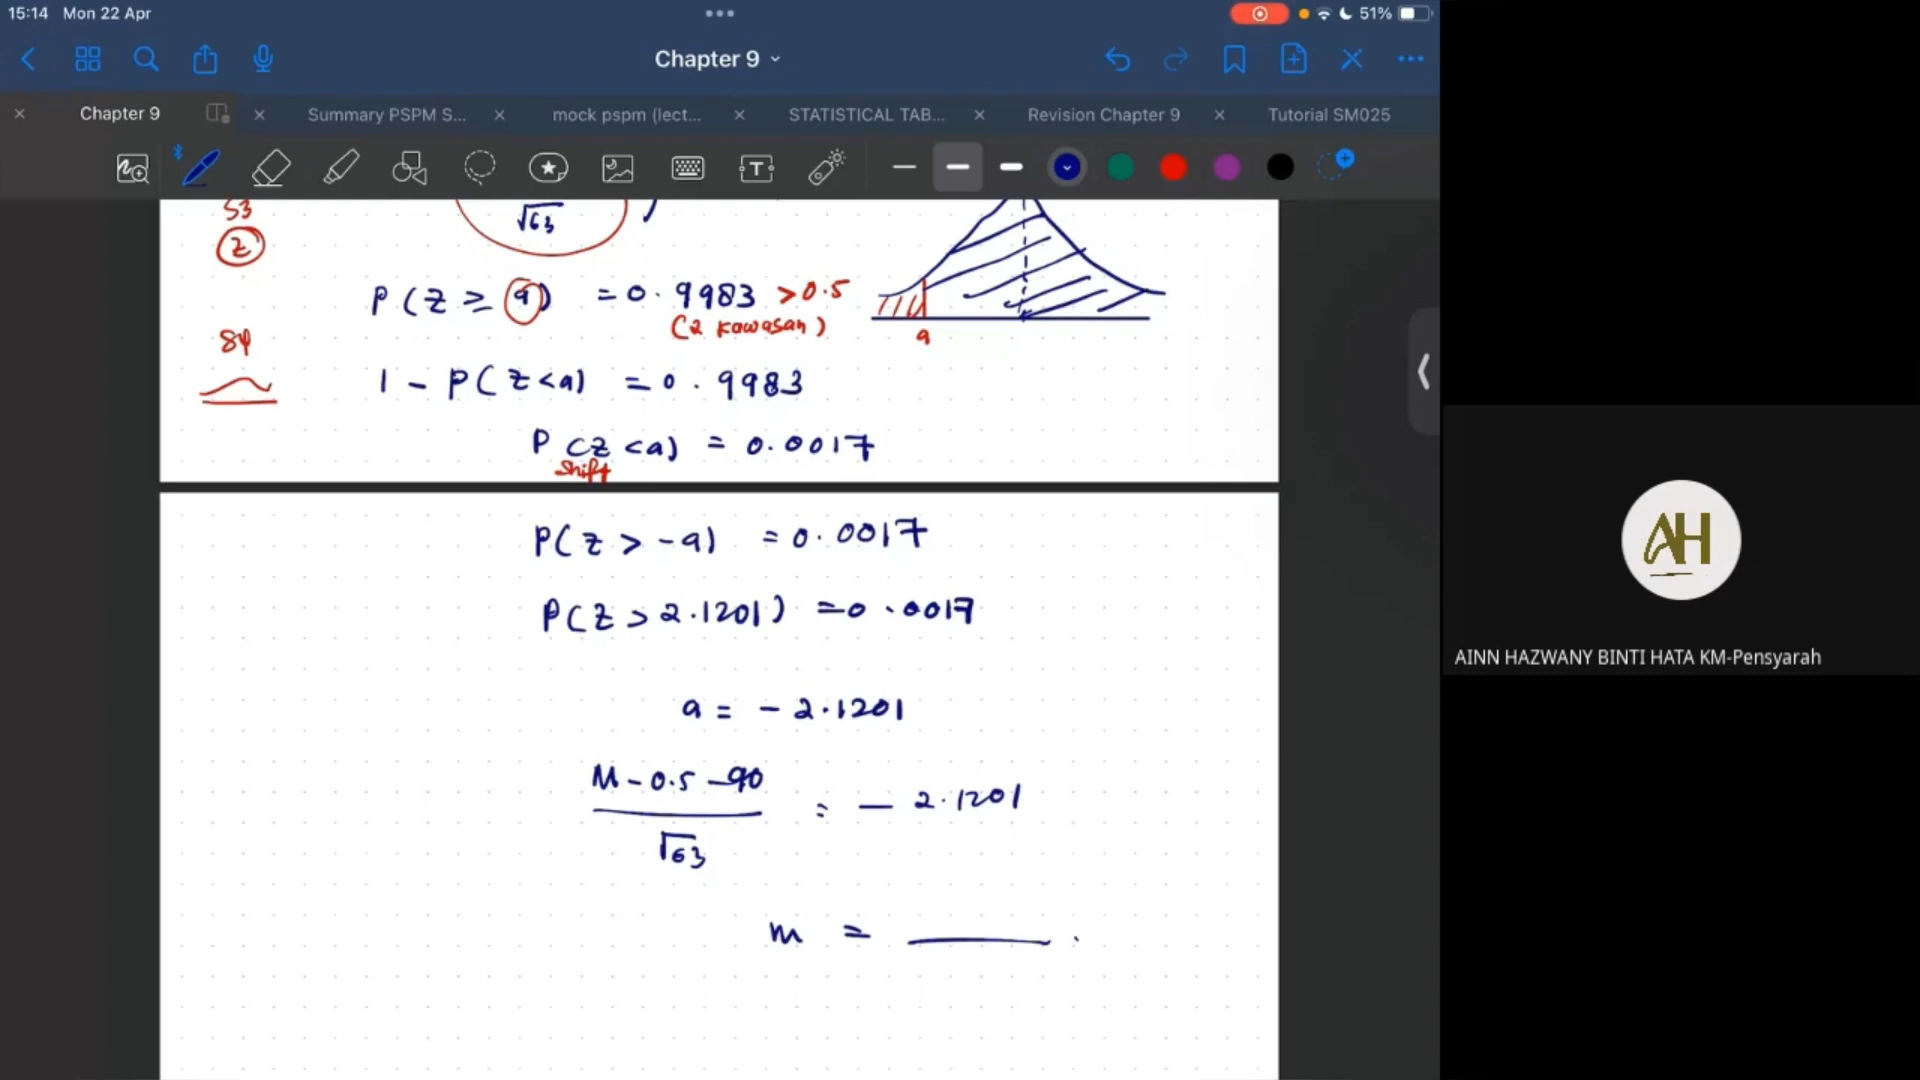 15:14 Mon 22 Apr
51%
Chapter 9
Chapter 9
Summary PSPM S...
mock pspm (lect...
STATISTICAL TAB...
Revision Chapter 9
Tutorial SM025
53
Z
√63
P(Z ≥ a) = 0.9983 > 0.5
(2 kawasan)
a
84
1 - P(Z < a) = 0.9983
P(Z < a) = 0.0017
Shift
P(Z > -a) = 0.0017
P(Z > 2.1201) = 0.0017
a = -2.1201
M - 0.5 - 90
√63
= - 2.1201
m = ______ .
AH
AINN HAZWANY BINTI HATA KM-Pensyarah